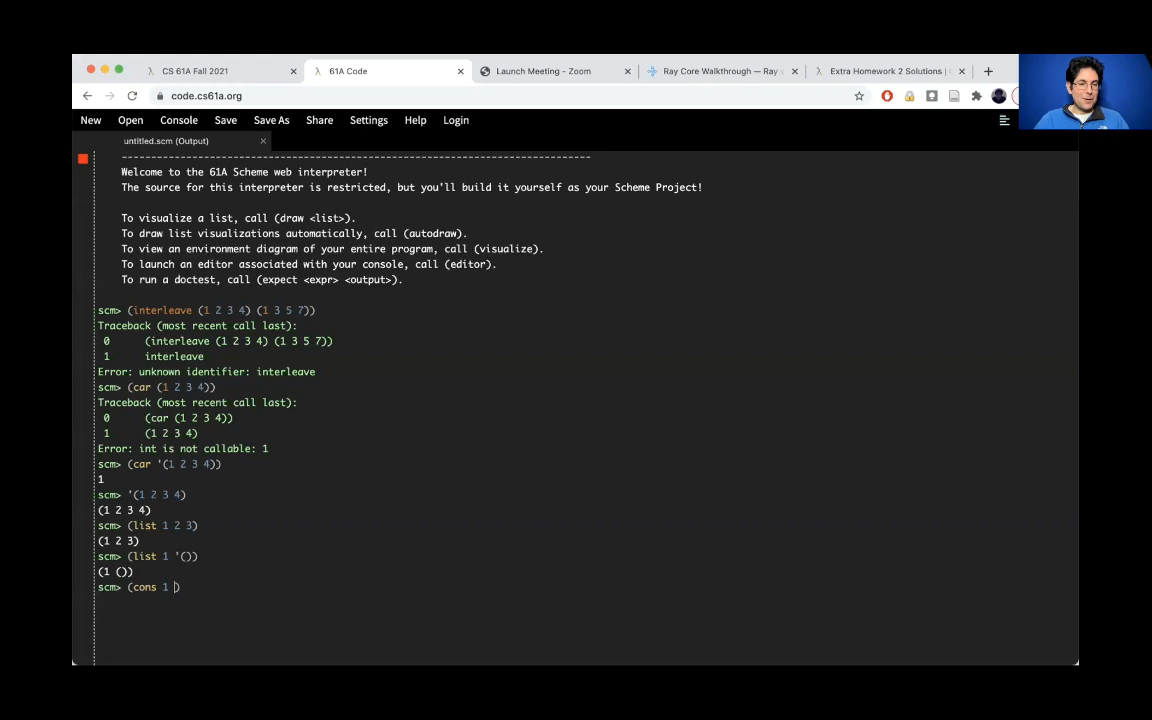 CS 61A Fall 2021
61A Code
Launch Meeting - Zoom
Ray Core Walkthrough — Ray
Extra Homework 2 Solutions |
code.cs61a.org
New Open Console Save Save As Share Settings Help Login
untitled.scm (Output)
--------------------------------------------------------------------------------
Welcome to the 61A Scheme web interpreter!
The source for this interpreter is restricted, but you'll build it yourself as your Scheme Project!
To visualize a list, call (draw <list>).
To draw list visualizations automatically, call (autodraw).
To view an environment diagram of your entire program, call (visualize).
To launch an editor associated with your console, call (editor).
To run a doctest, call (expect <expr> <output>).
scm> (interleave (1 2 3 4) (1 3 5 7))
Traceback (most recent call last):
0 (interleave (1 2 3 4) (1 3 5 7))
1 interleave
Error: unknown identifier: interleave
scm> (car (1 2 3 4))
Traceback (most recent call last):
0 (car (1 2 3 4))
1 (1 2 3 4)
Error: int is not callable: 1
scm> (car '(1 2 3 4))
1
scm> '(1 2 3 4)
(1 2 3 4)
scm> (list 1 2 3)
(1 2 3)
scm> (list 1 '())
(1 ())
scm> (cons 1 )